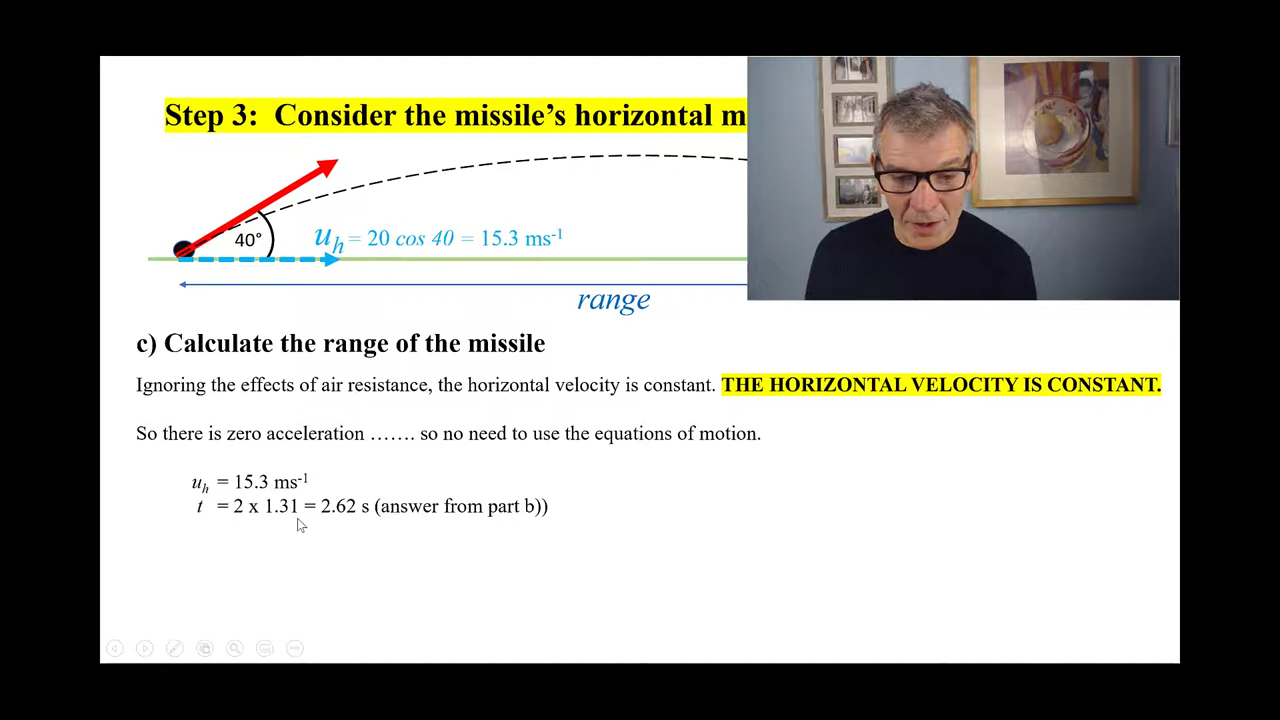 Step 3:  Consider the missile’s horizontal m
40°
uh = 20 cos 40 = 15.3 ms-1
range
c) Calculate the range of the missile
Ignoring the effects of air resistance, the horizontal velocity is constant. THE HORIZONTAL VELOCITY IS CONSTANT.
So there is zero acceleration ……. so no need to use the equations of motion.
uh = 15.3 ms-1
t = 2 x 1.31 = 2.62 s (answer from part b))